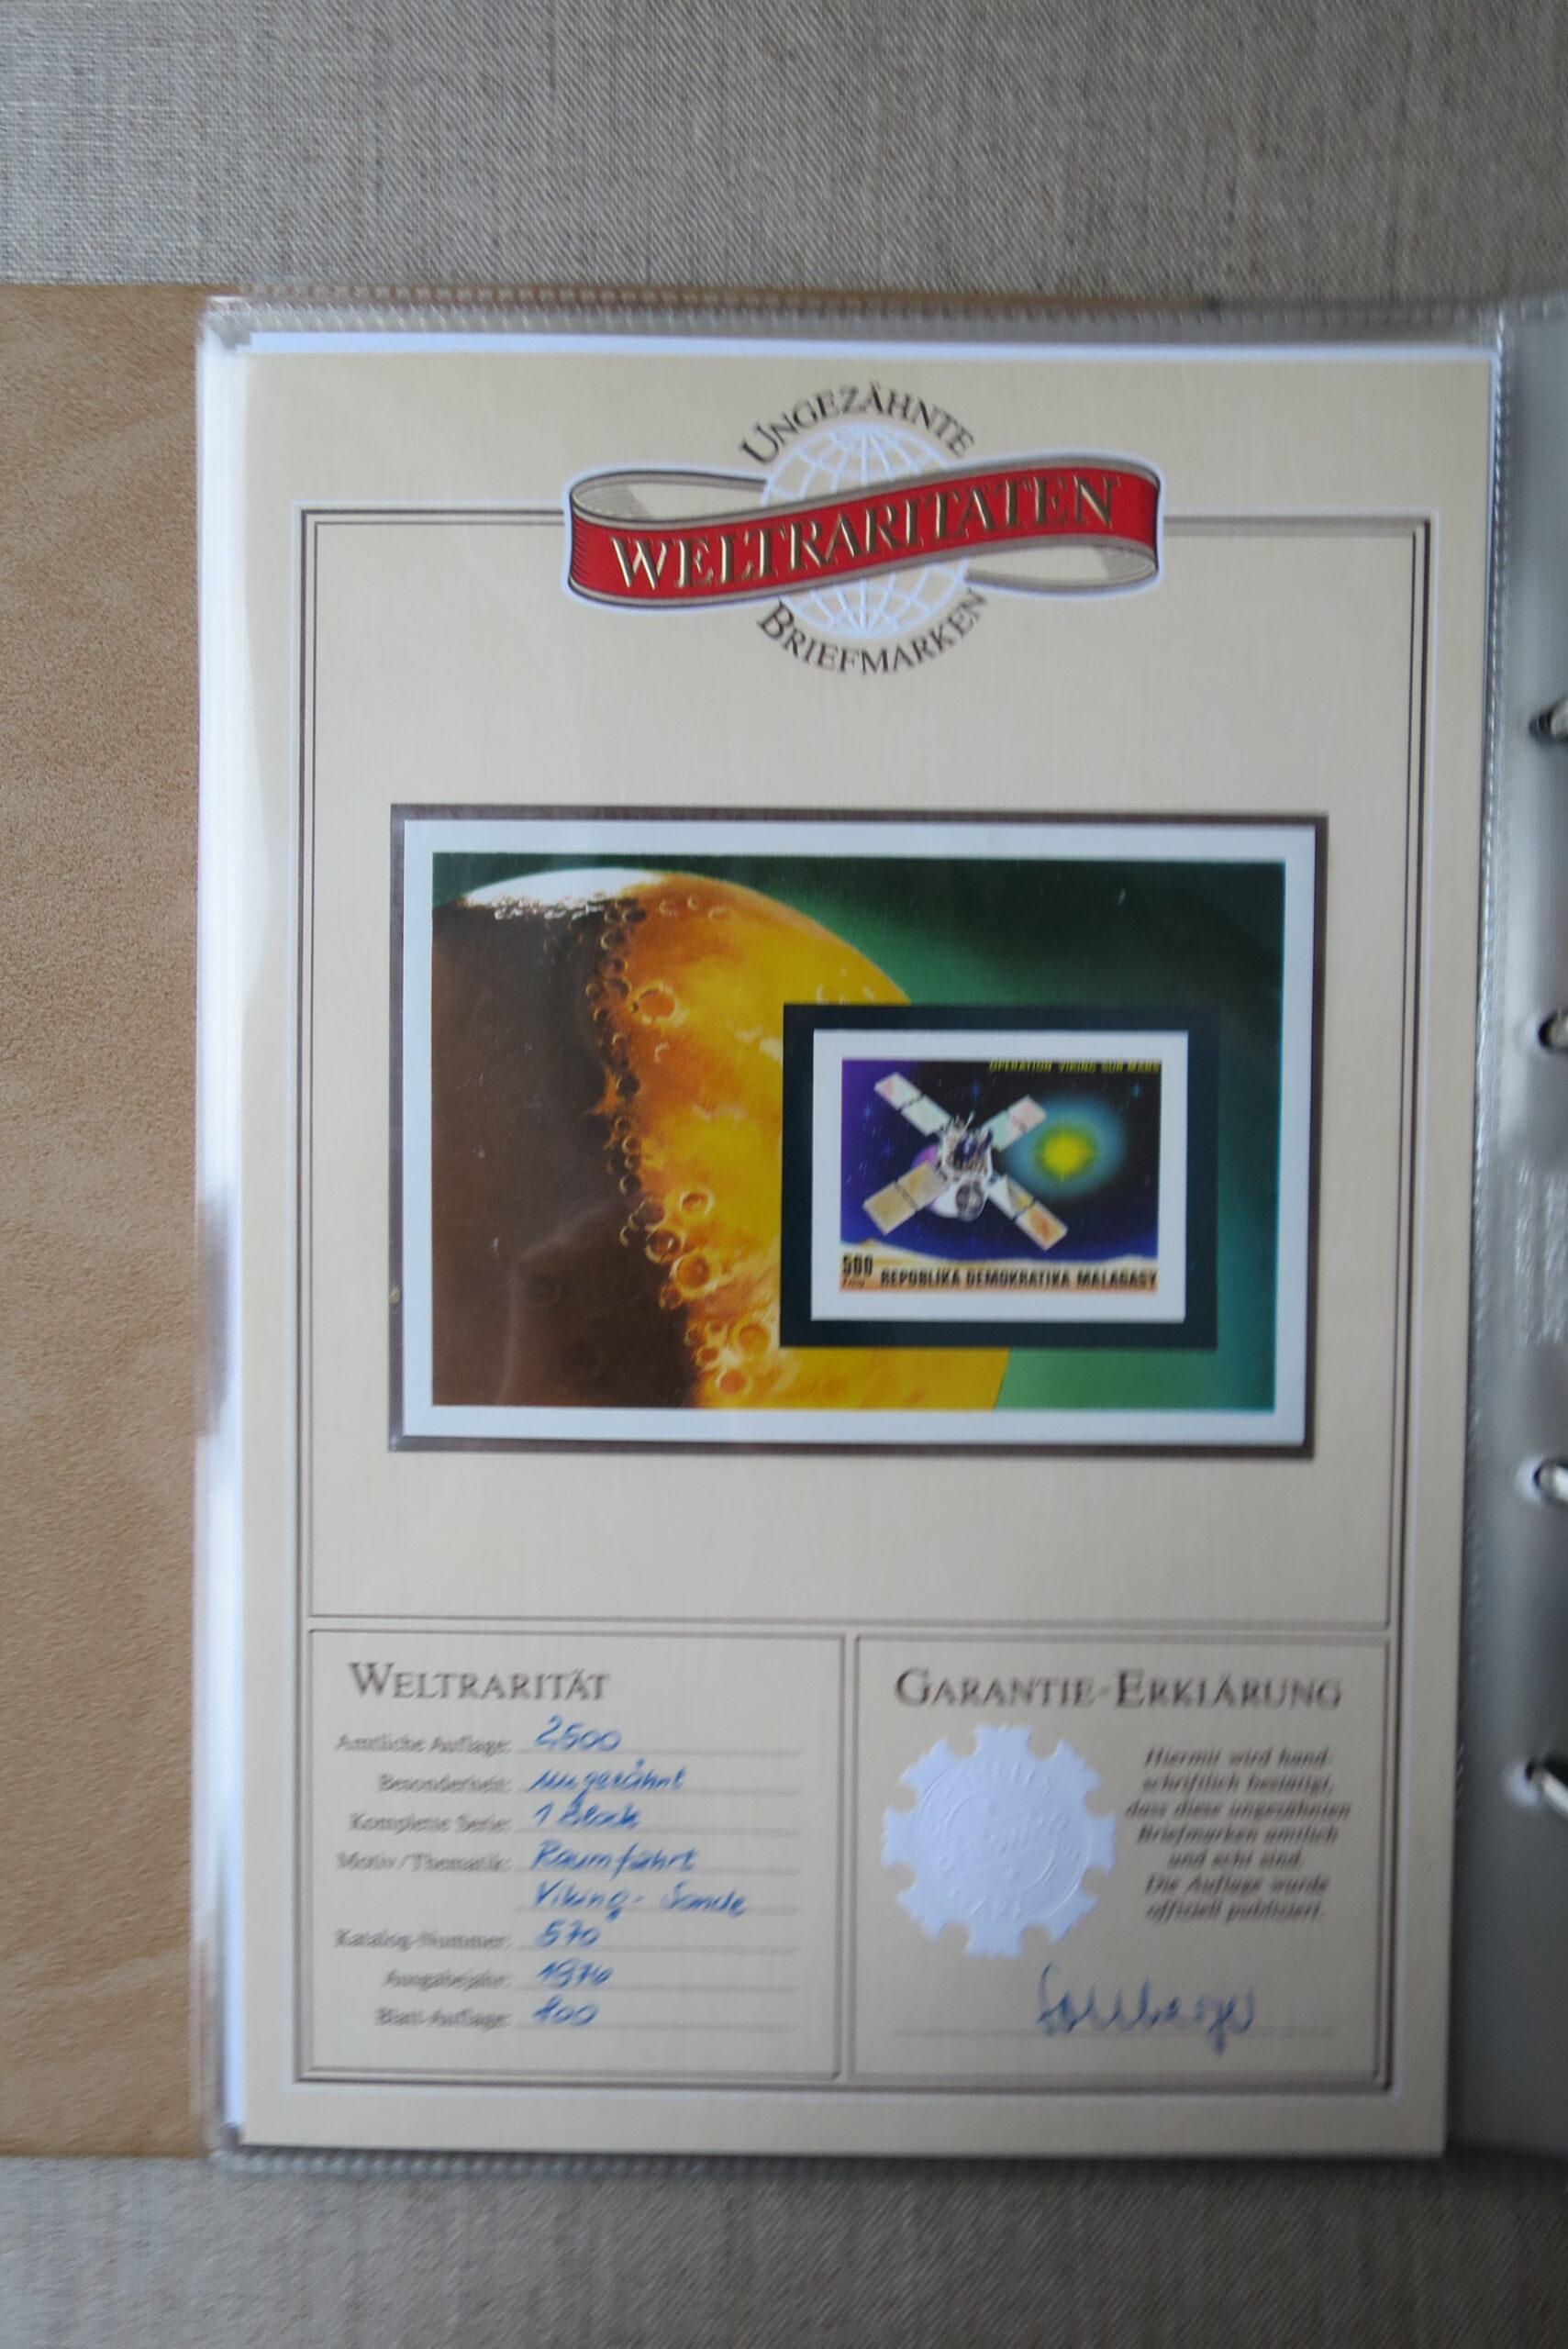 UNGEZÄHNTE
WELTRARITÄTEN
BRIEFMARKEN
OPERATION VIKING SUR MARS
500
REPOBLIKA DEMOKRATIKA MALAGASY
WELTRARITÄT
Amtliche Auflage: 2500
Besonderheit: ungezähnt
Komplette Serie: 1 Block
Motiv/Thematik: Raumfahrt
Viking-Sonde
Katalog-Nummer: 570
Ausgabejahr: 1976
Blatt-Auflage: 400
GARANTIE-ERKLÄRUNG
Hiermit wird hand-
schriftlich bestätigt,
dass diese ungezähnten
Briefmarken amtlich
und echt sind.
Die Auflage wurde
offiziell publiziert.